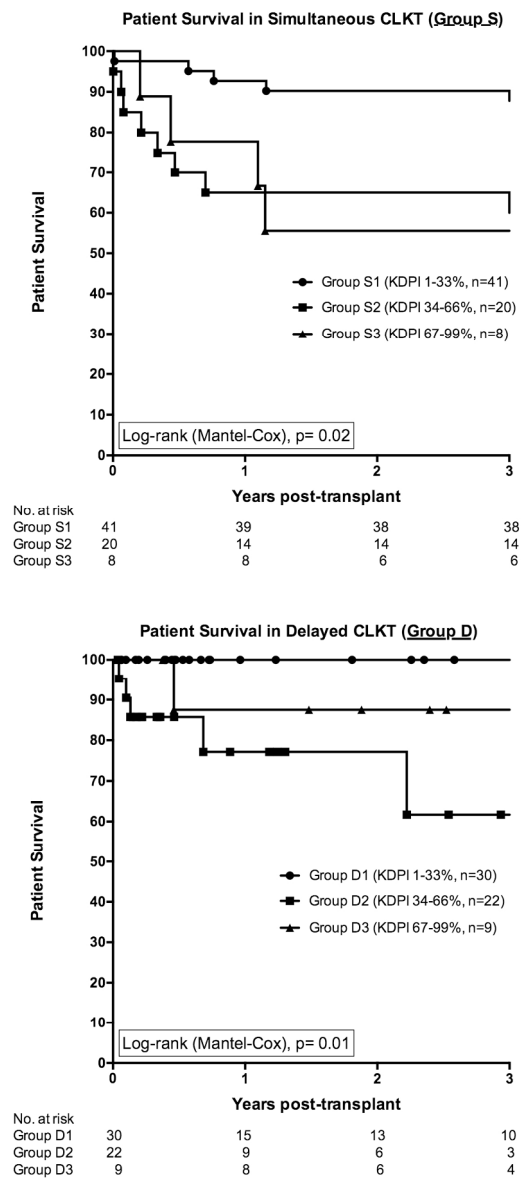 Patient Survival in Simultaneous CLKT (Group S)
100
90
80
70
60
50
40
30
20
10
0
Patient Survival
Group S1 (KDPI 1-33%, n=41)
Group S2 (KDPI 34-66%, n=20)
Group S3 (KDPI 67-99%, n=8)
Log-rank (Mantel-Cox), p= 0.02
0 1 2 3
Years post-transplant
No. at risk
Group S1 41 39 38 38
Group S2 20 14 14 14
Group S3 8 8 6 6
Patient Survival in Delayed CLKT (Group D)
100
90
80
70
60
50
40
30
20
10
0
Patient Survival
Group D1 (KDPI 1-33%, n=30)
Group D2 (KDPI 34-66%, n=22)
Group D3 (KDPI 67-99%, n=9)
Log-rank (Mantel-Cox), p= 0.01
0 1 2 3
Years post-transplant
No. at risk
Group D1 30 15 13 10
Group D2 22 9 6 3
Group D3 9 8 6 4